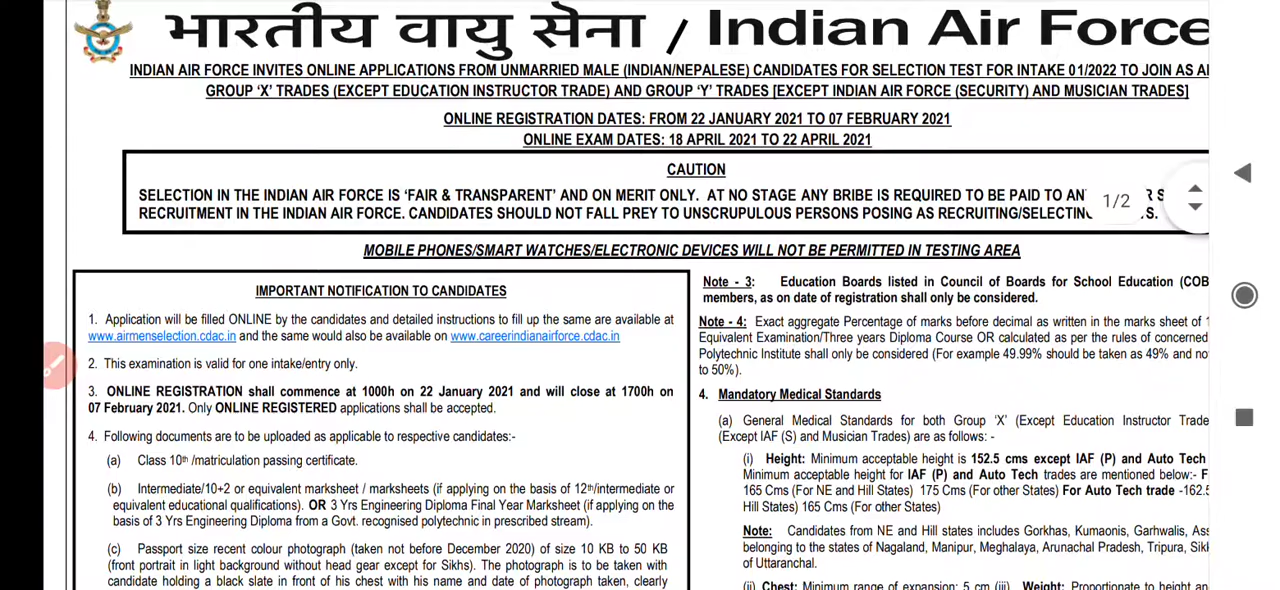 भारतीय वायु सेना / Indian Air Force
INDIAN AIR FORCE INVITES ONLINE APPLICATIONS FROM UNMARRIED MALE (INDIAN/NEPALESE) CANDIDATES FOR SELECTION TEST FOR INTAKE 01/2022 TO JOIN AS
GROUP ‘X’ TRADES (EXCEPT EDUCATION INSTRUCTOR TRADE) AND GROUP ‘Y’ TRADES [EXCEPT INDIAN AIR FORCE (SECURITY) AND MUSICIAN TRADES]
ONLINE REGISTRATION DATES: FROM 22 JANUARY 2021 TO 07 FEBRUARY 2021
ONLINE EXAM DATES: 18 APRIL 2021 TO 22 APRIL 2021
CAUTION
SELECTION IN THE INDIAN AIR FORCE IS ‘FAIR & TRANSPARENT’ AND ON MERIT ONLY. AT NO STAGE ANY BRIBE IS REQUIRED TO BE PAID TO
RECRUITMENT IN THE INDIAN AIR FORCE. CANDIDATES SHOULD NOT FALL PREY TO UNSCRUPULOUS PERSONS POSING AS
1/2
MOBILE PHONES/SMART WATCHES/ELECTRONIC DEVICES WILL NOT BE PERMITTED IN TESTING AREA
IMPORTANT NOTIFICATION TO CANDIDATES
1. Application will be filled ONLINE by the candidates and detailed instructions to fill up the same are available at
www.airmenselection.cdac.in and the same would also be available on www.careerindianairforce.cdac.in
2. This examination is valid for one intake/entry only.
3. ONLINE REGISTRATION shall commence at 1000h on 22 January 2021 and will close at 1700h on
07 February 2021. Only ONLINE REGISTERED applications shall be accepted.
4. Following documents are to be uploaded as applicable to respective candidates:-
(a) Class 10th /matriculation passing certificate.
(b) Intermediate/10+2 or equivalent marksheet / marksheets (if applying on the basis of 12th/intermediate or
equivalent educational qualifications). OR 3 Yrs Engineering Diploma Final Year Marksheet (if applying on the
basis of 3 Yrs Engineering Diploma from a Govt. recognised polytechnic in prescribed stream).
(c) Passport size recent colour photograph (taken not before December 2020) of size 10 KB to 50 KB
(front portrait in light background without head gear except for Sikhs). The photograph is to be taken with
candidate holding a black slate in front of his chest with his name and date of photograph taken, clearly
Note - 3: Education Boards listed in Council of Boards for School Education (COB
members, as on date of registration shall only be considered.
Note - 4: Exact aggregate Percentage of marks before decimal as written in the marks sheet of
Equivalent Examination/Three years Diploma Course OR calculated as per the rules of concerned
Polytechnic Institute shall only be considered (For example 49.99% should be taken as 49% and no
to 50%).
4. Mandatory Medical Standards
(a) General Medical Standards for both Group ‘X’ (Except Education Instructor Trade
(Except IAF (S) and Musician Trades) are as follows: -
(i) Height: Minimum acceptable height is 152.5 cms except IAF (P) and Auto Tech
Minimum acceptable height for IAF (P) and Auto Tech trades are mentioned below:-
165 Cms (For NE and Hill States) 175 Cms (For other States) For Auto Tech trade -162.5
Hill States) 165 Cms (For other States)
Note: Candidates from NE and Hill states includes Gorkhas, Kumaonis, Garhwalis,
belonging to the states of Nagaland, Manipur, Meghalaya, Arunachal Pradesh, Tripura,
of Uttaranchal.
(ii) Chest: Minimum range of expansion: 5 cm (iii) Weight: Proportionate to height